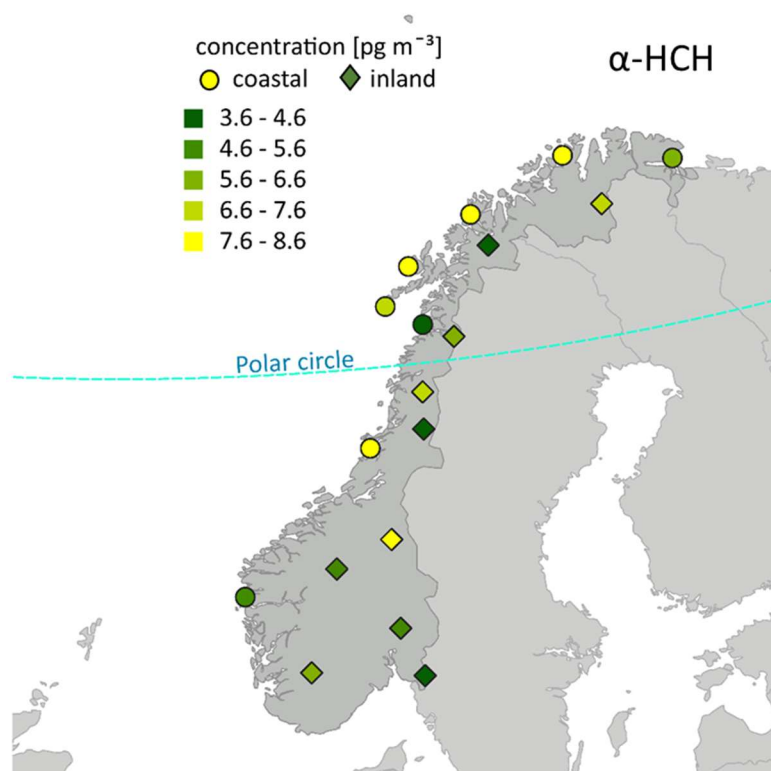 concentration [pg m⁻³]
coastal inland
α-HCH
3.6 - 4.6
4.6 - 5.6
5.6 - 6.6
6.6 - 7.6
7.6 - 8.6
Polar circle